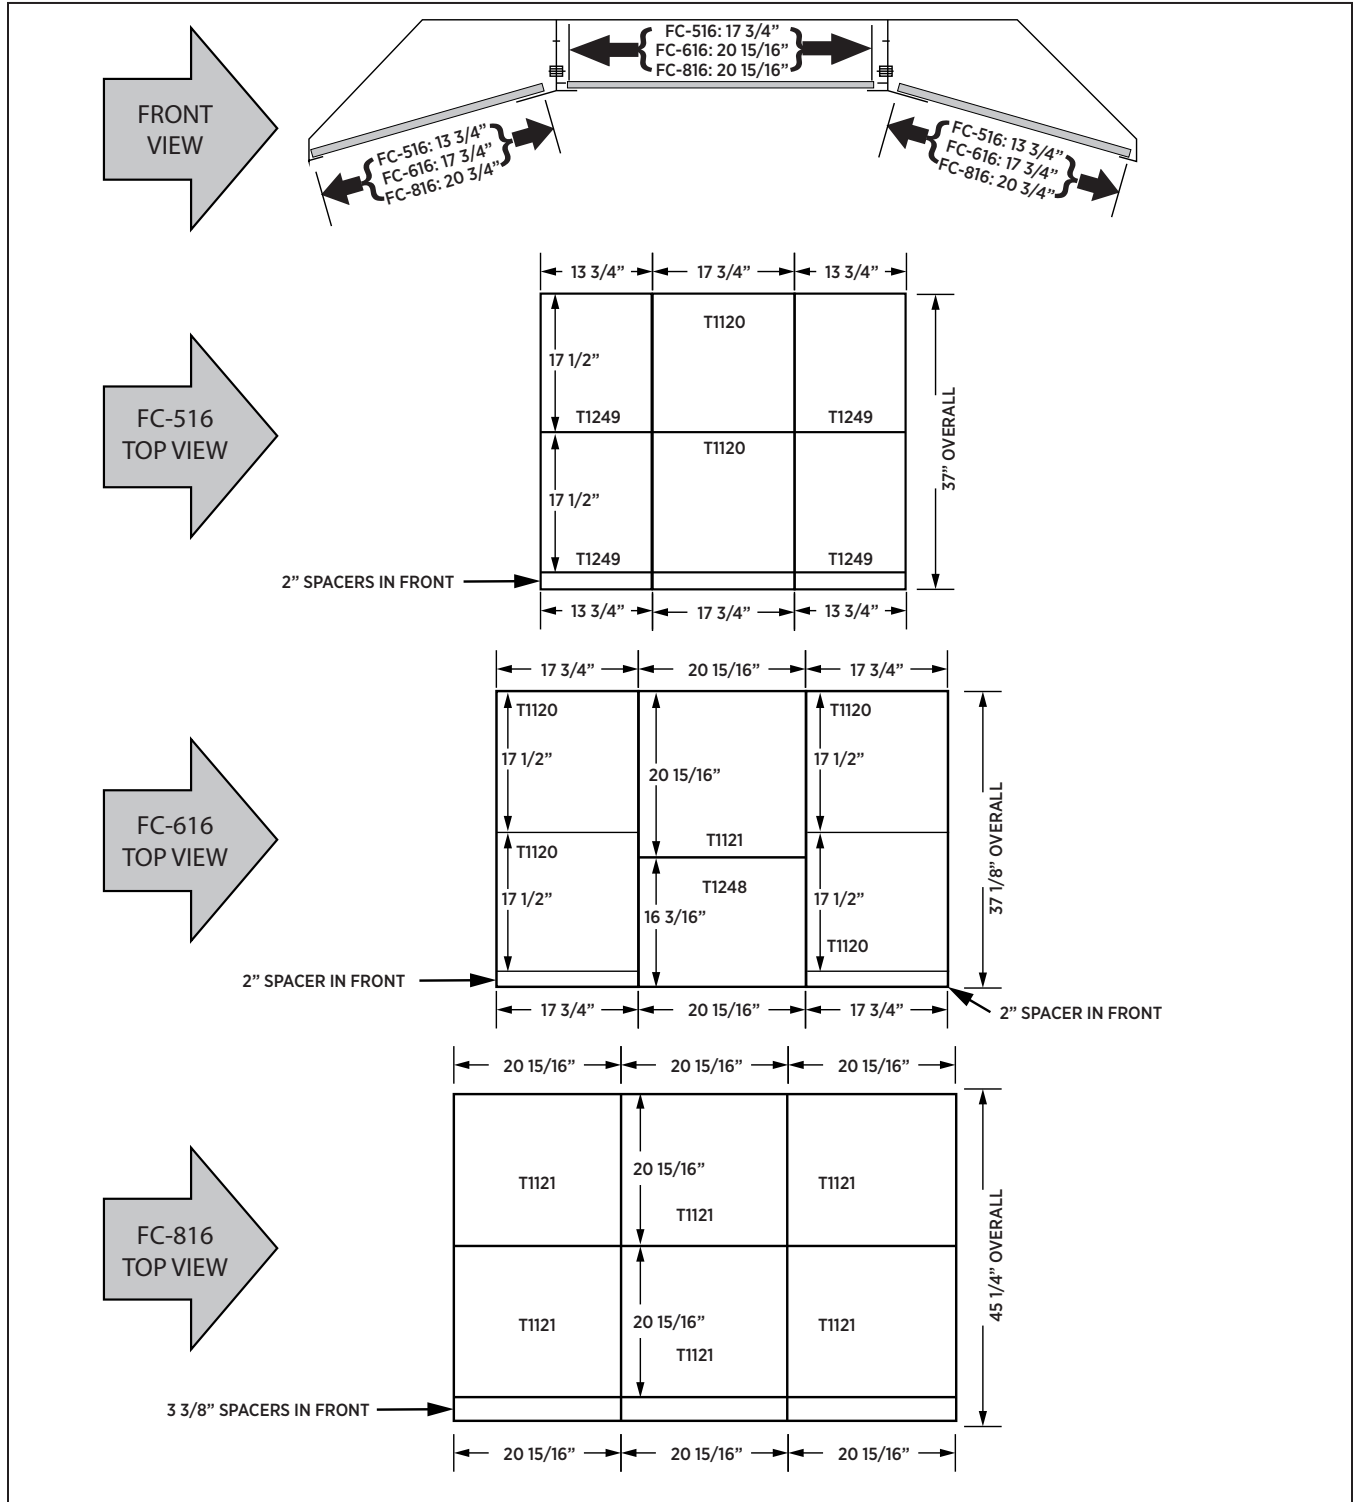 FRONT
VIEW
FC-516: 17 3/4”
FC-616: 20 15/16”
FC-816: 20 15/16”
FC-516: 13 3/4”
FC-616: 17 3/4”
FC-816: 20 3/4”
FC-516: 13 3/4”
FC-616: 17 3/4”
FC-816: 20 3/4”
FC-516
TOP VIEW
13 3/4” 17 3/4” 13 3/4”
T1120
17 1/2”
T1249 T1249
T1120
17 1/2”
T1249 T1249
37” OVERALL
2” SPACERS IN FRONT
13 3/4” 17 3/4” 13 3/4”
FC-616
TOP VIEW
17 3/4” 20 15/16” 17 3/4”
T1120 T1120
17 1/2” 17 1/2”
20 15/16”
T1121
T1120
T1248
17 1/2” 17 1/2”
16 3/16”
T1120
37 1/8” OVERALL
2” SPACER IN FRONT
17 3/4” 20 15/16” 17 3/4”
2” SPACER IN FRONT
FC-816
TOP VIEW
20 15/16” 20 15/16” 20 15/16”
20 15/16”
T1121 T1121
T1121
20 15/16”
T1121 T1121
T1121
45 1/4” OVERALL
3 3/8” SPACERS IN FRONT
20 15/16” 20 15/16” 20 15/16”